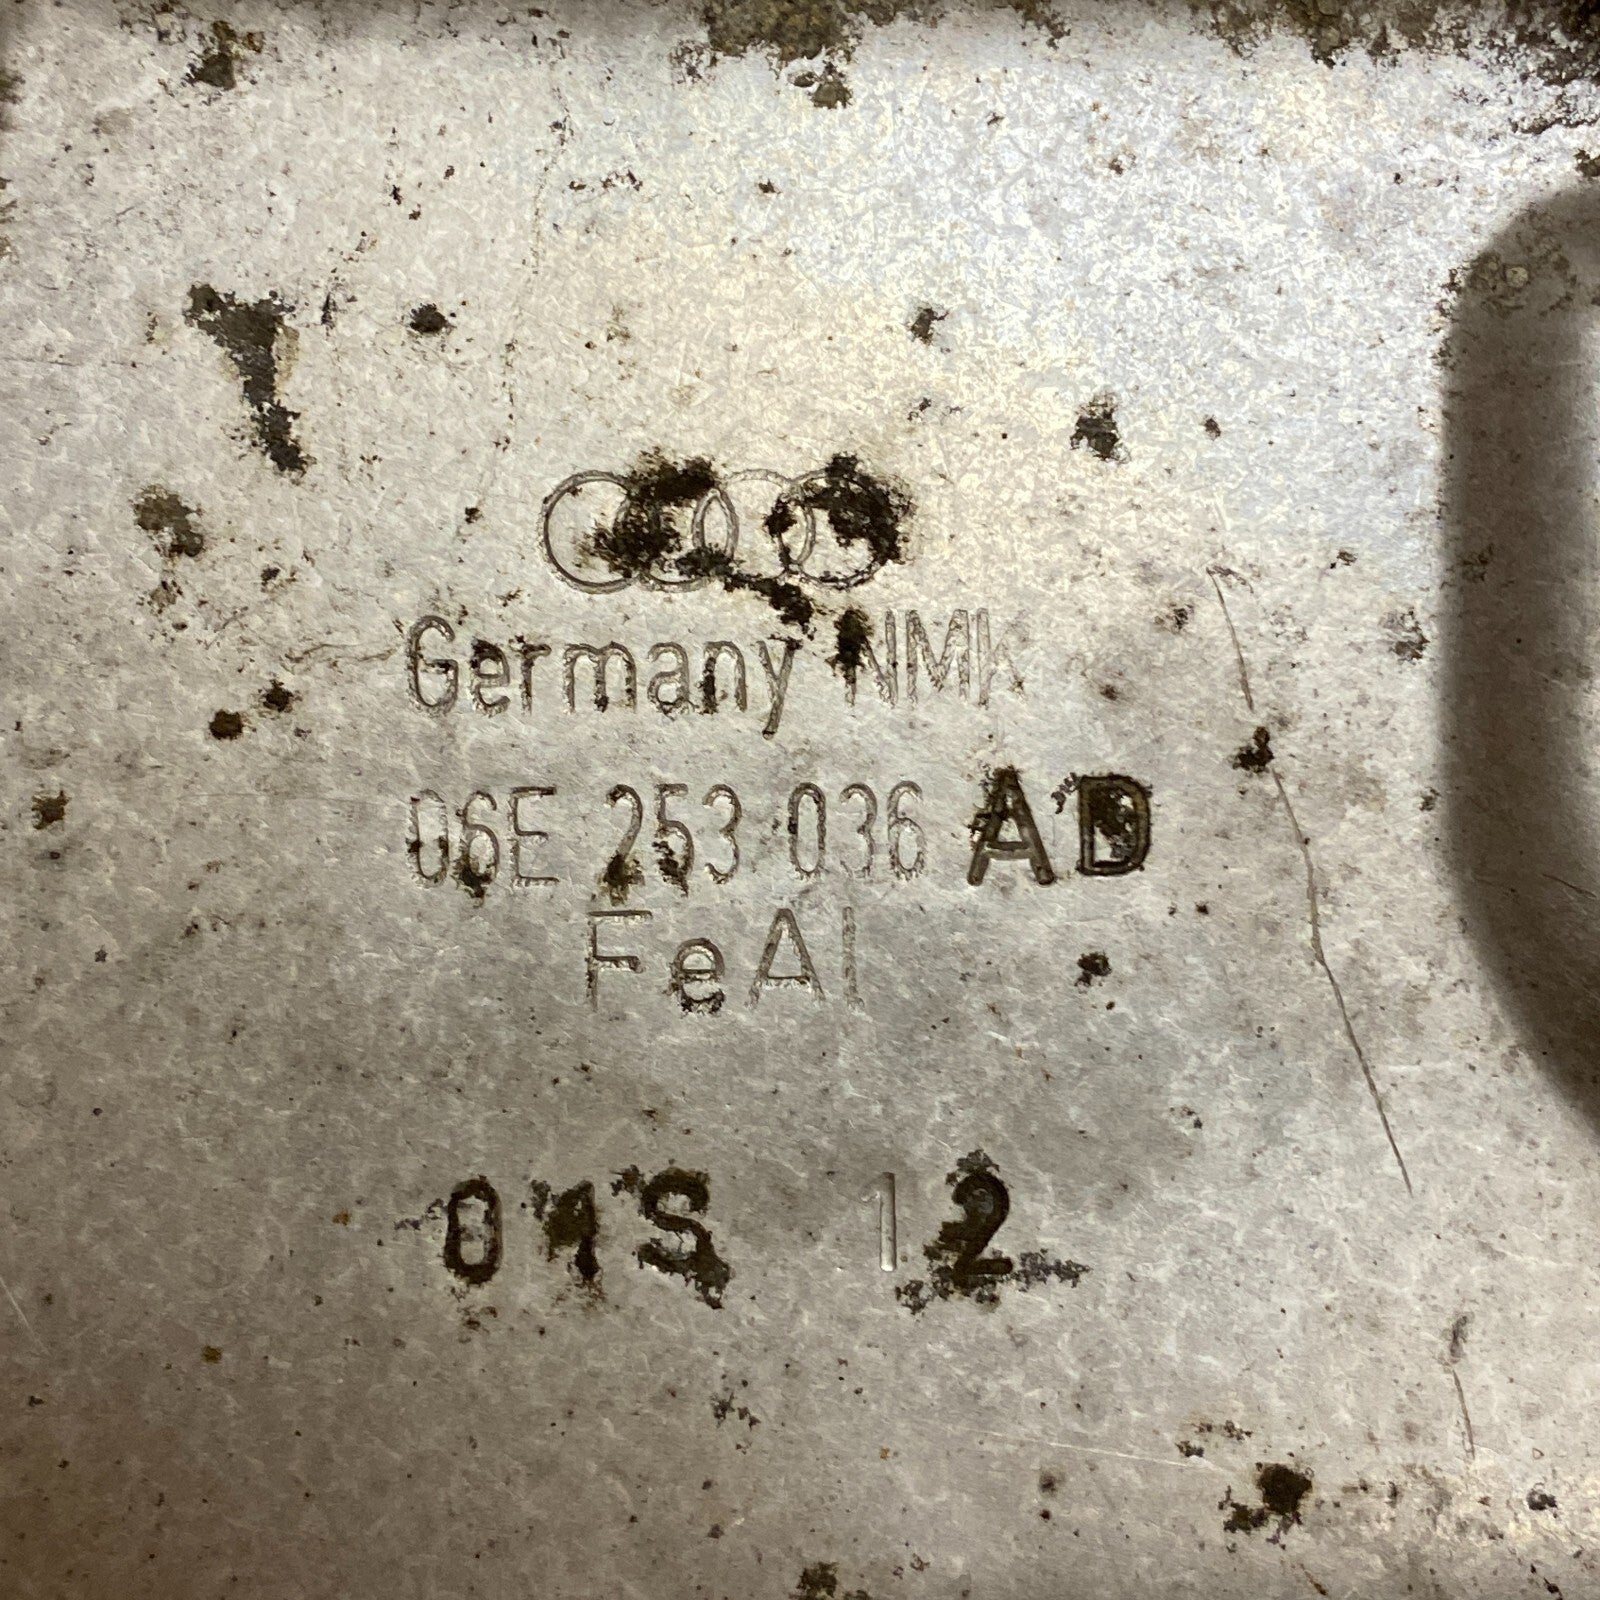 Germany NMK
06E 253 036 AD
FeAl
01S 12